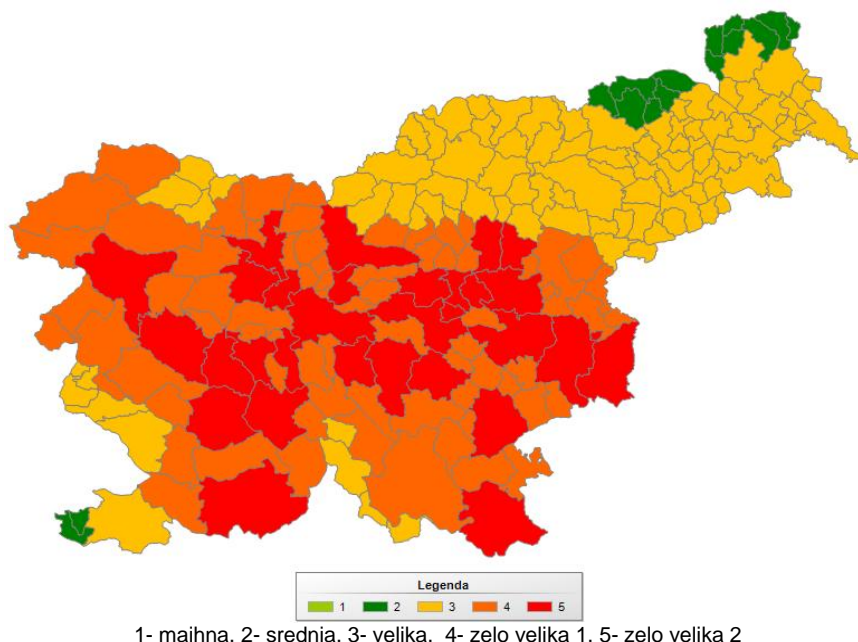 Legenda
1 2 3 4 5
1- majhna, 2- srednja, 3- velika, 4- zelo velika 1, 5- zelo velika 2